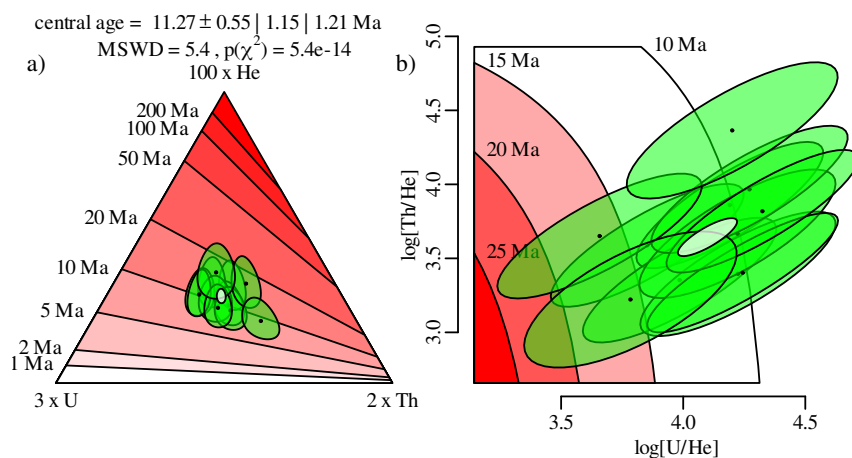 central age = 11.27 ± 0.55 | 1.15 | 1.21 Ma
MSWD = 5.4 , p(χ²) = 5.4e-14
a)
100 x He
200 Ma
100 Ma
50 Ma
20 Ma
10 Ma
5 Ma
2 Ma
1 Ma
3 x U
2 x Th
b)
5.0
4.5
4.0
3.5
3.0
log[Th/He]
10 Ma
15 Ma
20 Ma
25 Ma
3.5
4.0
4.5
log[U/He]